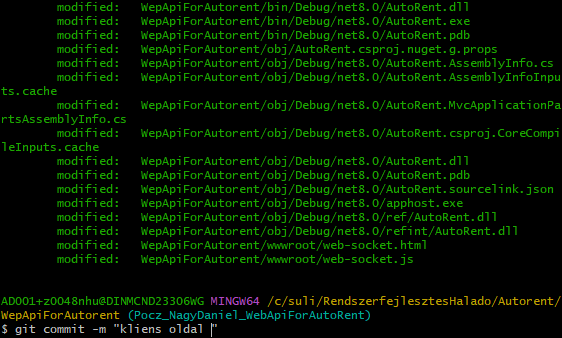 modified:   WepApiForAutorent/bin/Debug/net8.0/AutoRent.dll
modified:   WepApiForAutorent/bin/Debug/net8.0/AutoRent.exe
modified:   WepApiForAutorent/bin/Debug/net8.0/AutoRent.pdb
modified:   WepApiForAutorent/obj/AutoRent.csproj.nuget.g.props
modified:   WepApiForAutorent/obj/Debug/net8.0/AutoRent.AssemblyInfo.cs
modified:   WepApiForAutorent/obj/Debug/net8.0/AutoRent.AssemblyInfoInpu
ts.cache
modified:   WepApiForAutorent/obj/Debug/net8.0/AutoRent.MvcApplicationPa
rtsAssemblyInfo.cs
modified:   WepApiForAutorent/obj/Debug/net8.0/AutoRent.csproj.CoreCompi
leInputs.cache
modified:   WepApiForAutorent/obj/Debug/net8.0/AutoRent.dll
modified:   WepApiForAutorent/obj/Debug/net8.0/AutoRent.pdb
modified:   WepApiForAutorent/obj/Debug/net8.0/AutoRent.sourcelink.json
modified:   WepApiForAutorent/obj/Debug/net8.0/apphost.exe
modified:   WepApiForAutorent/obj/Debug/net8.0/ref/AutoRent.dll
modified:   WepApiForAutorent/obj/Debug/net8.0/refint/AutoRent.dll
modified:   WepApiForAutorent/wwwroot/web-socket.html
modified:   WepApiForAutorent/wwwroot/web-socket.js
AD001+z0048nhu@DINMCND23306WG MINGW64 /c/suli/RendszerfejlesztesHalado/Autorent/
WepApiForAutorent (Pocz_NagyDaniel_WebApiForAutoRent)
$ git commit -m "kliens oldal "